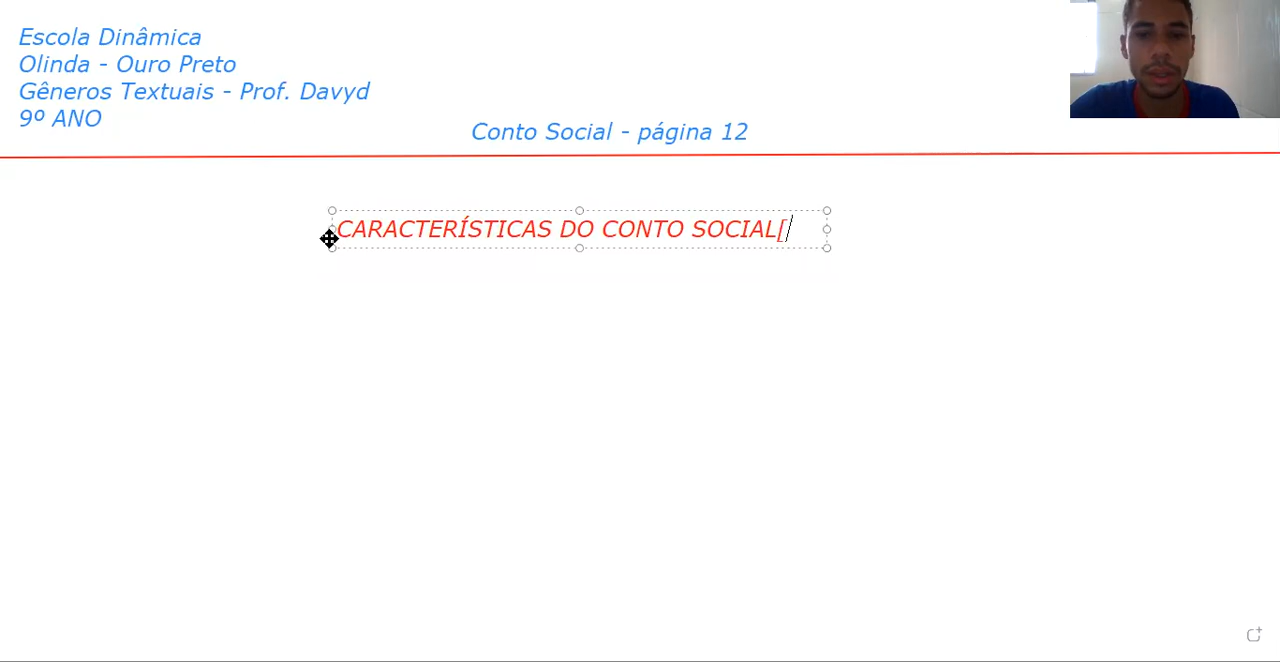 Escola Dinâmica
Olinda - Ouro Preto
Gêneros Textuais - Prof. Davyd
9º ANO
Conto Social - página 12
CARACTERÍSTICAS DO CONTO SOCIAL[